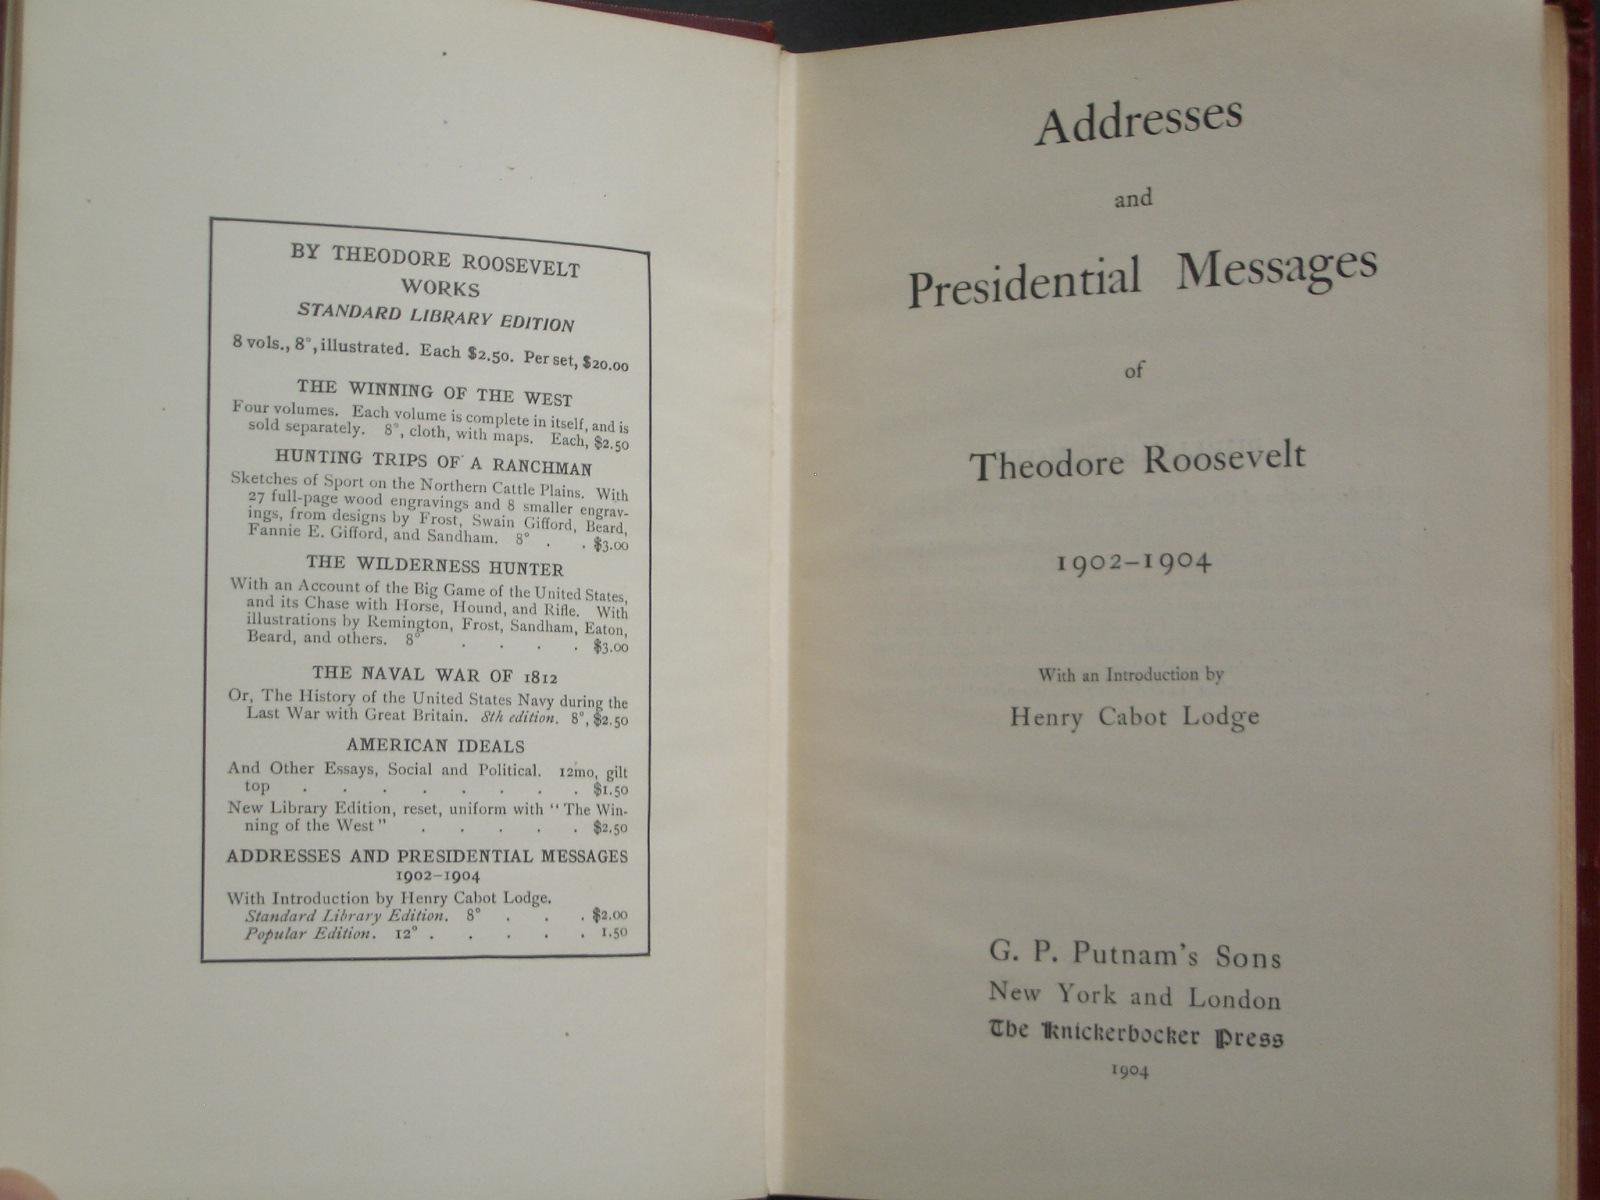 BY THEODORE ROOSEVELT
WORKS
STANDARD LIBRARY EDITION
8 vols., 8°, illustrated. Each $2.50. Per set, $20.00
THE WINNING OF THE WEST
Four volumes. Each volume is complete in itself, and is
sold separately. 8°, cloth, with maps. Each, $2.50
HUNTING TRIPS OF A RANCHMAN
Sketches of Sport on the Northern Cattle Plains. With
27 full-page wood engravings and 8 smaller engrav-
ings, from designs by Frost, Swain Gifford, Beard,
Fannie E. Gifford, and Sandham. 8° . . $3.00
THE WILDERNESS HUNTER
With an Account of the Big Game of the United States,
and its Chase with Horse, Hound, and Rifle. With
illustrations by Remington, Frost, Sandham, Eaton,
Beard, and others. 8° . . . . $3.00
THE NAVAL WAR OF 1812
Or, The History of the United States Navy during the
Last War with Great Britain. 8th edition. 8°, $2.50
AMERICAN IDEALS
And Other Essays, Social and Political. 12mo, gilt
top . . . . . . . . $1.50
New Library Edition, reset, uniform with "The Win-
ning of the West" . . . . . $2.50
ADDRESSES AND PRESIDENTIAL MESSAGES
1902–1904
With Introduction by Henry Cabot Lodge.
Standard Library Edition. 8° . . . $2.00
Popular Edition. 12° . . . . . 1.50
Addresses
and
Presidential Messages
of
Theodore Roosevelt
1902–1904
With an Introduction by
Henry Cabot Lodge
G. P. Putnam's Sons
New York and London
The Knickerbocker Press
1904